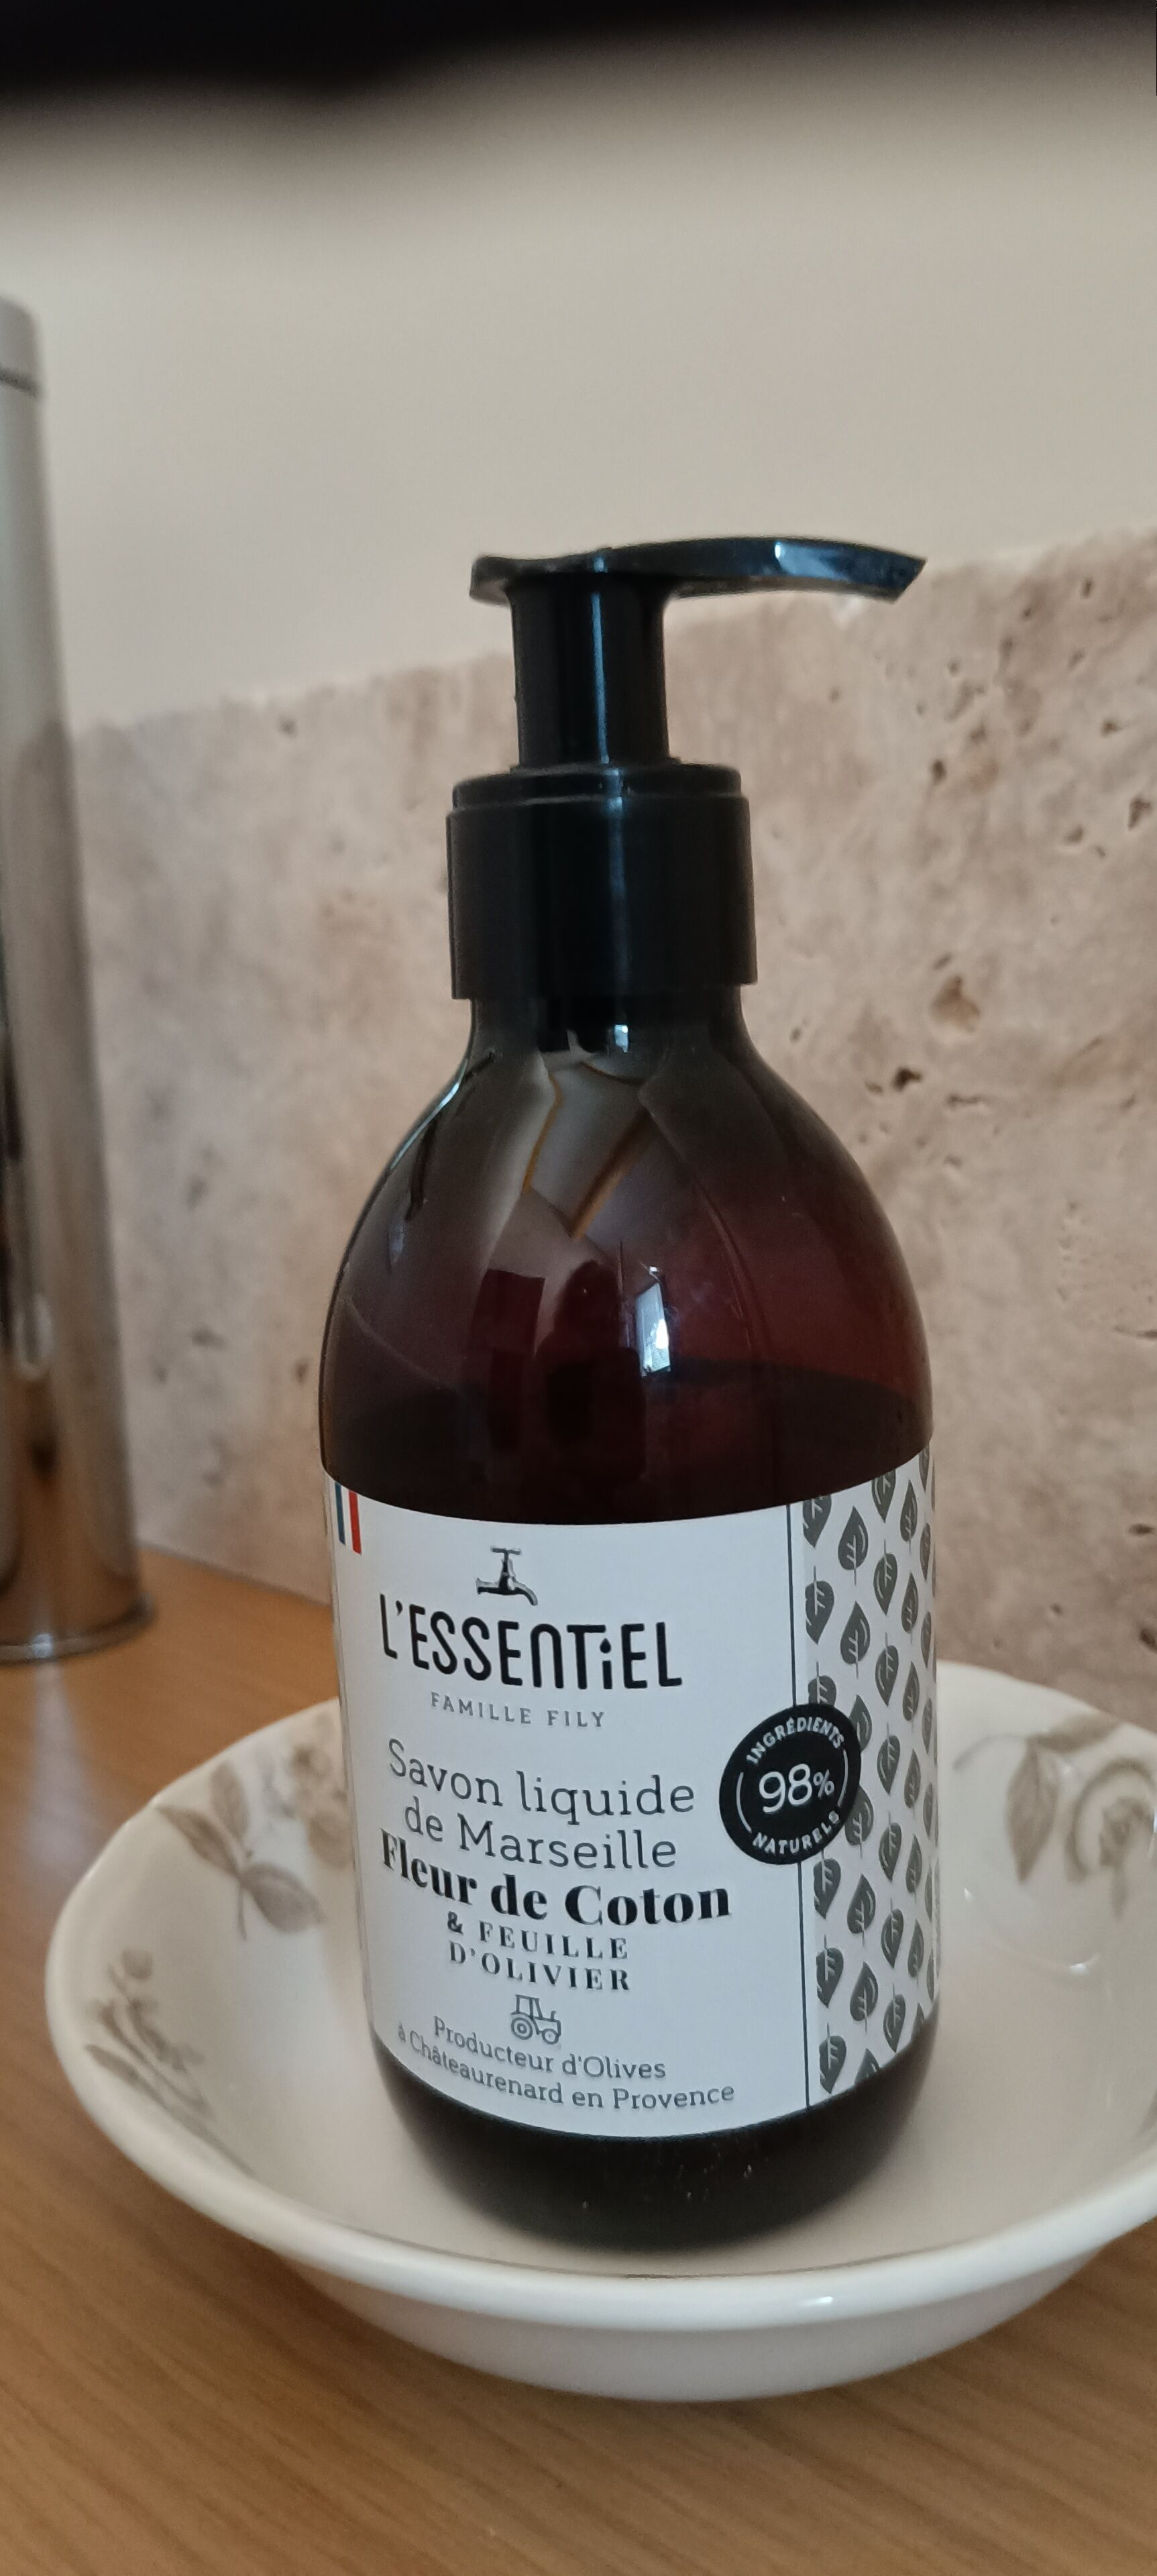 L'ESSENTiEL
FAMILLE FILY
Savon liquide
de Marseille
Fleur de Coton
& FEUILLE
D'OLIVIER
Producteur d'Olives
à Châteaurenard en Provence
INGRÉDIENTS
98%
NATURELS